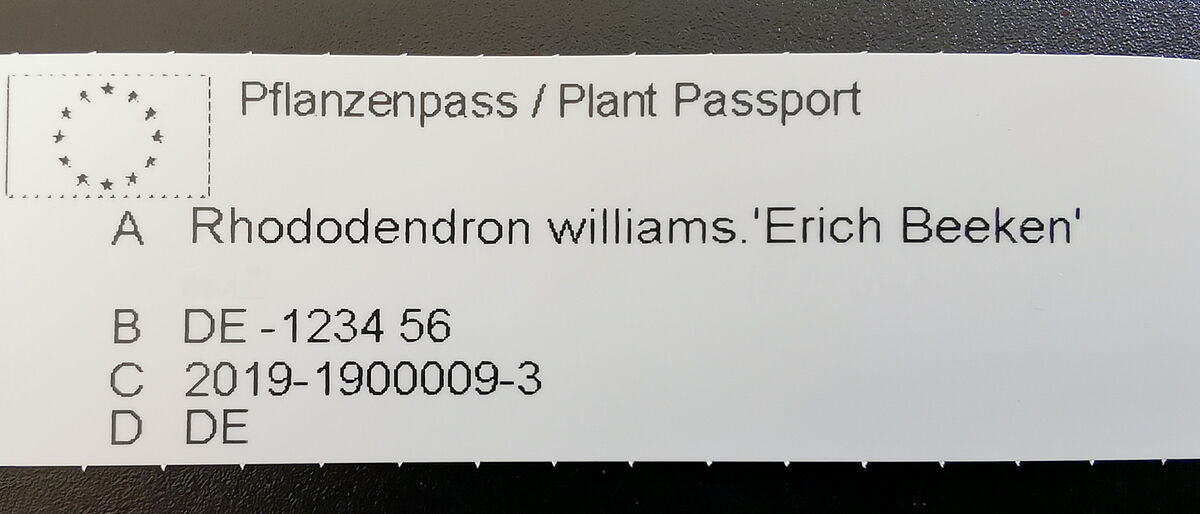 Pflanzenpass / Plant Passport
A Rhododendron williams.'Erich Beeken'
B DE -1234 56
C 2019-1900009-3
D DE